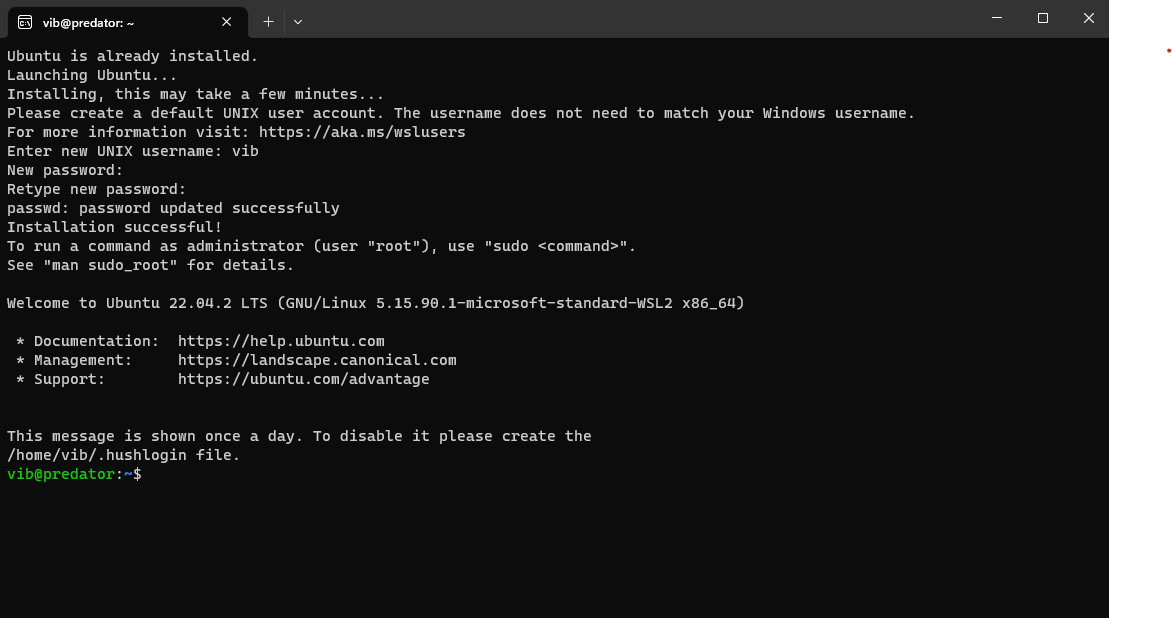 vib@predator: ~
Ubuntu is already installed.
Launching Ubuntu...
Installing, this may take a few minutes...
Please create a default UNIX user account. The username does not need to match your Windows username.
For more information visit: https://aka.ms/wslusers
Enter new UNIX username: vib
New password:
Retype new password:
passwd: password updated successfully
Installation successful!
To run a command as administrator (user "root"), use "sudo <command>".
See "man sudo_root" for details.
Welcome to Ubuntu 22.04.2 LTS (GNU/Linux 5.15.90.1-microsoft-standard-WSL2 x86_64)
* Documentation:  https://help.ubuntu.com
* Management:     https://landscape.canonical.com
* Support:        https://ubuntu.com/advantage
This message is shown once a day. To disable it please create the
/home/vib/.hushlogin file.
vib@predator:~$